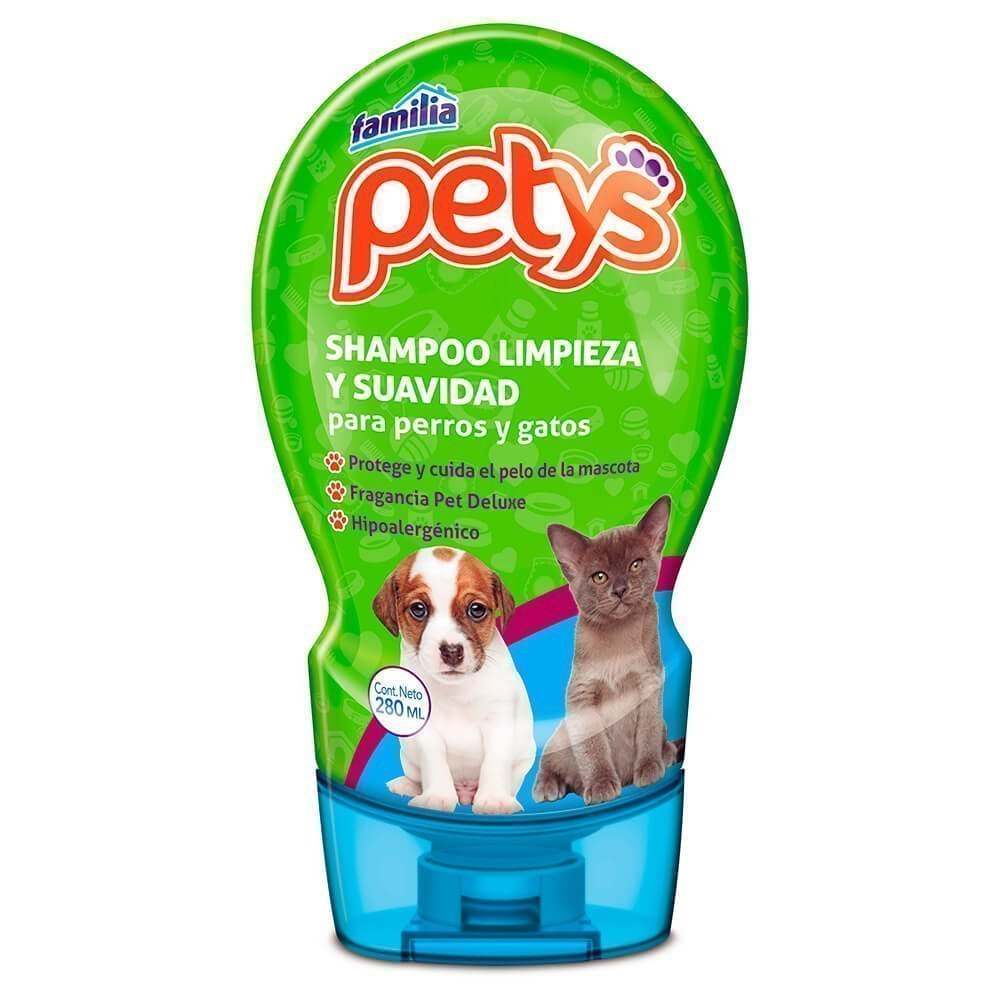 familia
petys
SHAMPOO LIMPIEZA
Y SUAVIDAD
para perros y gatos
Protege y cuida el pelo de la mascota
Fragancia Pet Deluxe
Hipoalergénico
Cont. Neto
280 ML